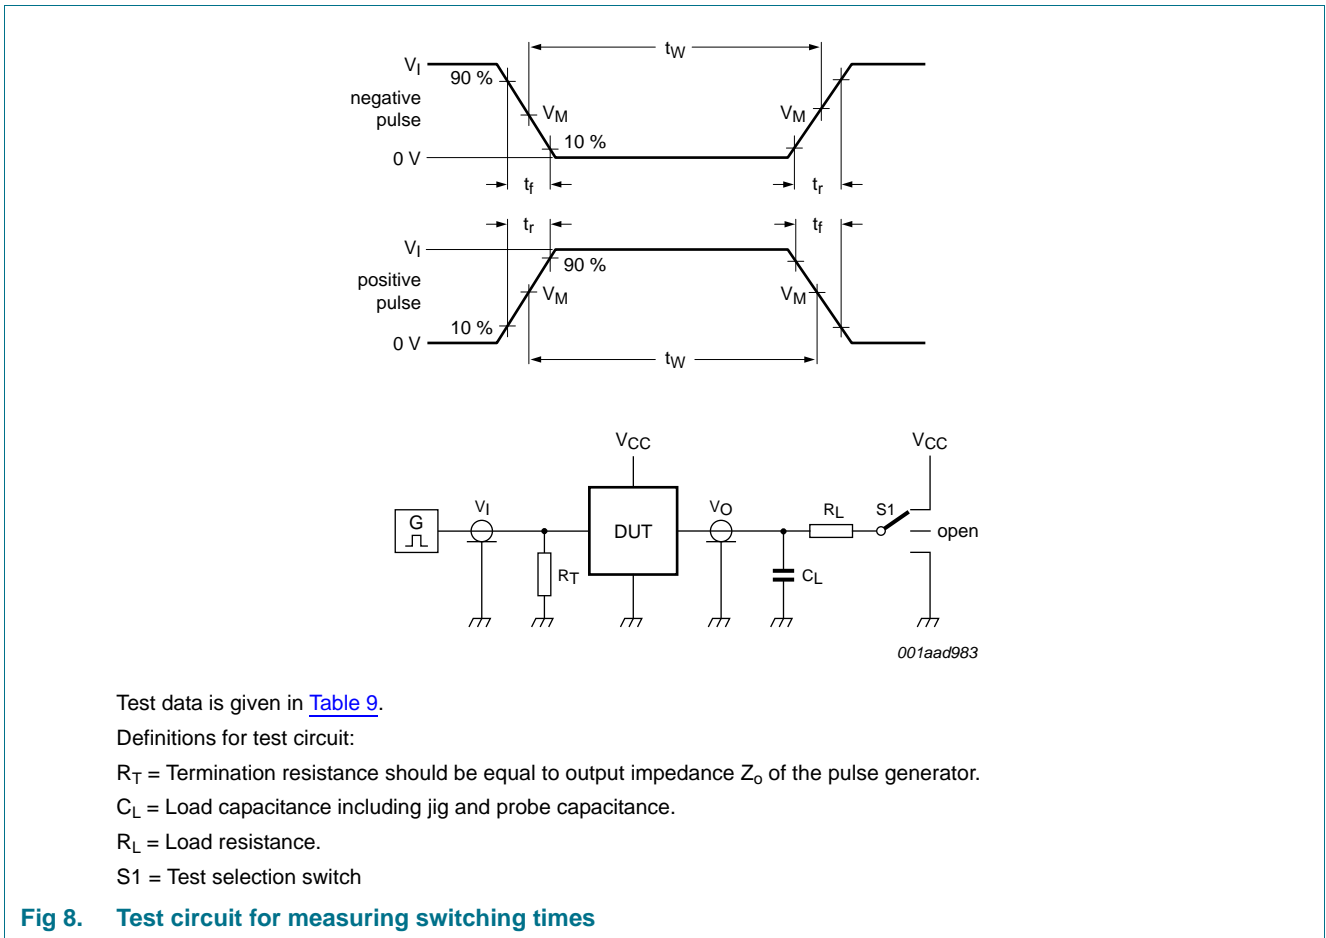 tW
VI
90 %
negative
pulse
VM
VM
10 %
0 V
tf
tr
tr
tf
VI
90 %
positive
pulse
VM
VM
10 %
0 V
tW
VCC
VCC
G
VI
DUT
VO
RL
S1
open
RT
CL
001aad983
Test data is given in Table 9.
Definitions for test circuit:
RT = Termination resistance should be equal to output impedance Zo of the pulse generator.
CL = Load capacitance including jig and probe capacitance.
RL = Load resistance.
S1 = Test selection switch
Fig 8. Test circuit for measuring switching times